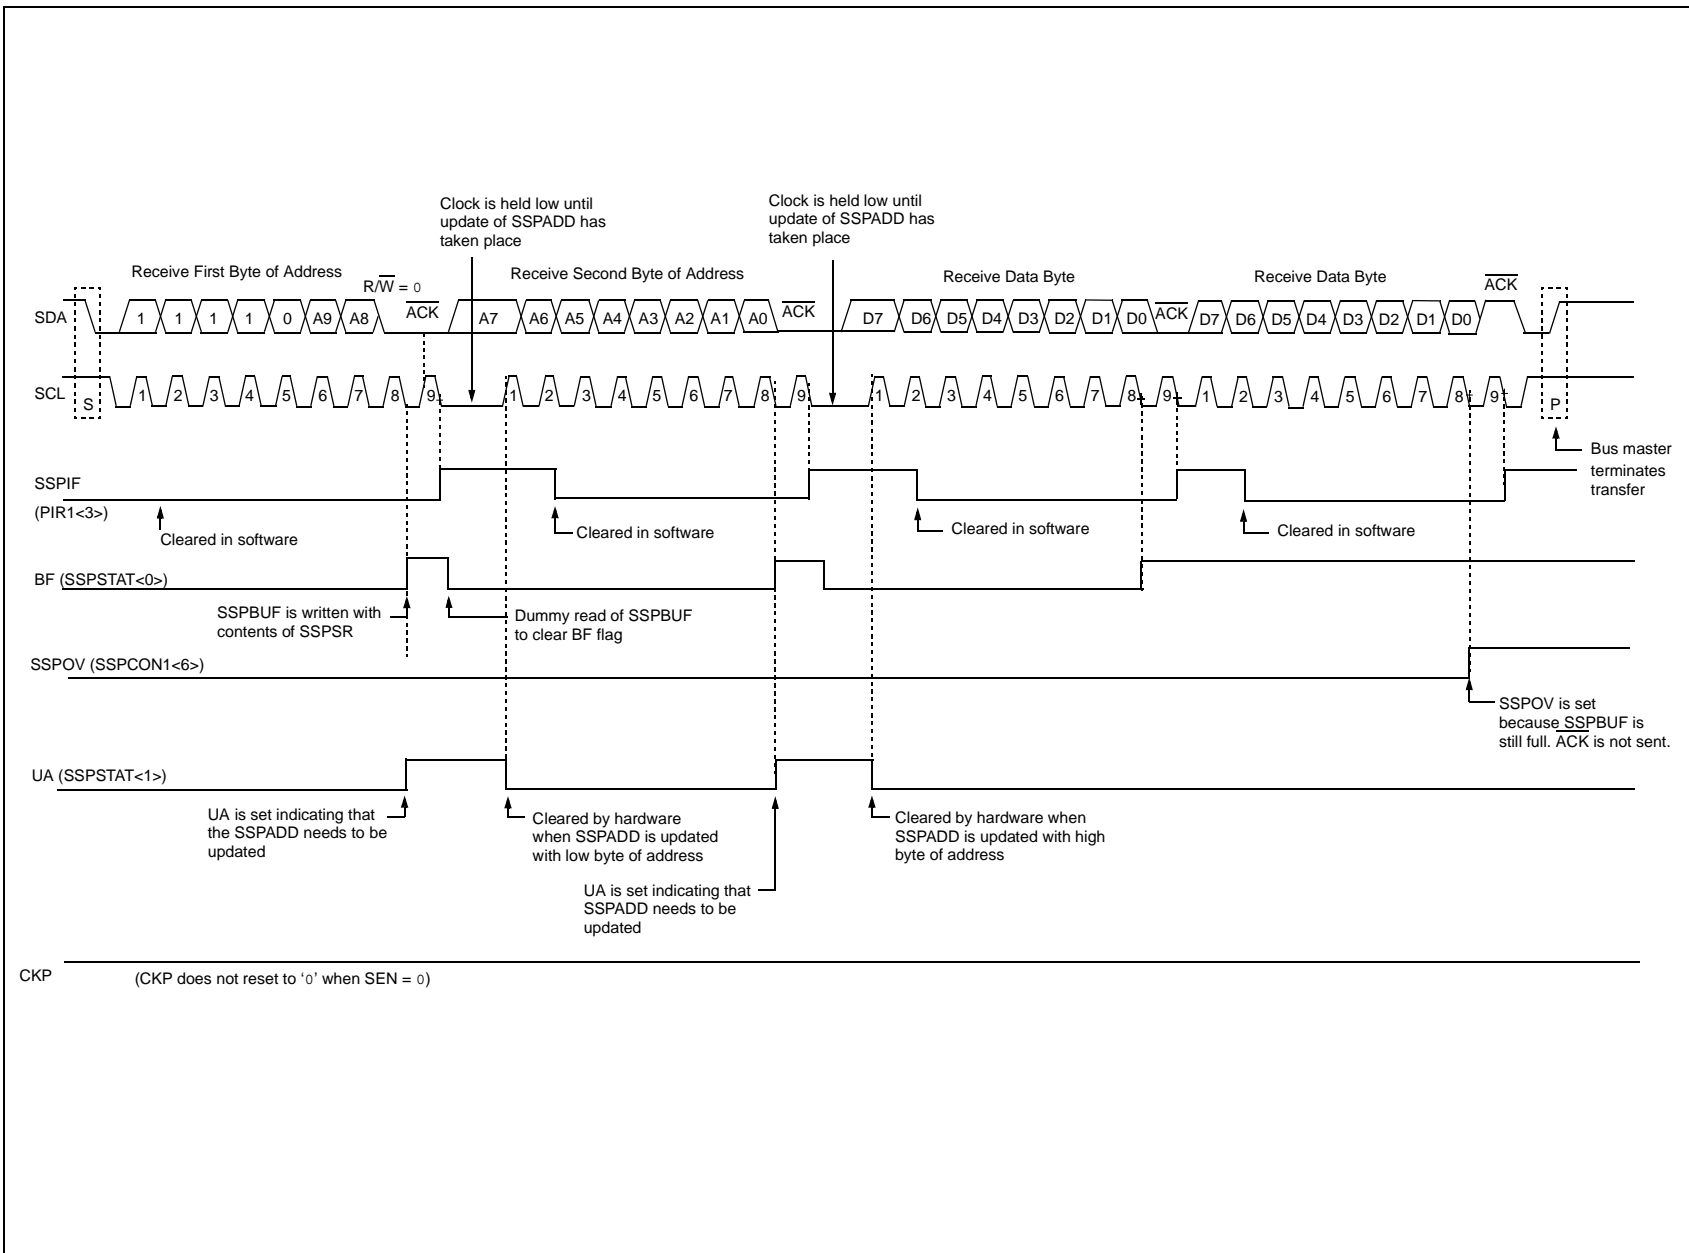 Clock is held low until
update of SSPADD has
taken place
Clock is held low until
update of SSPADD has
taken place
Receive First Byte of Address
R/W = 0
ACK
Receive Second Byte of Address
ACK
Receive Data Byte
ACK
Receive Data Byte
ACK
SDA
1 1 1 1 0 A9 A8
A7 A6 A5 A4 A3 A2 A1 A0
D7 D6 D5 D4 D3 D2 D1 D0
D7 D6 D5 D4 D3 D2 D1 D0
SCL
S
1 2 3 4 5 6 7 8 9
1 2 3 4 5 6 7 8 9
1 2 3 4 5 6 7 8 9
1 2 3 4 5 6 7 8 9
P
Bus master
terminates
transfer
SSPIF
(PIR1<3>)
Cleared in software
Cleared in software
Cleared in software
Cleared in software
BF (SSPSTAT<0>)
SSPBUF is written with
contents of SSPSR
Dummy read of SSPBUF
to clear BF flag
SSPOV (SSPCON1<6>)
SSPOV is set
because SSPBUF is
still full. ACK is not sent.
UA (SSPSTAT<1>)
UA is set indicating that
the SSPADD needs to be
updated
Cleared by hardware
when SSPADD is updated
with low byte of address
UA is set indicating that
SSPADD needs to be
updated
Cleared by hardware when
SSPADD is updated with high
byte of address
CKP
(CKP does not reset to ‘0’ when SEN = 0)